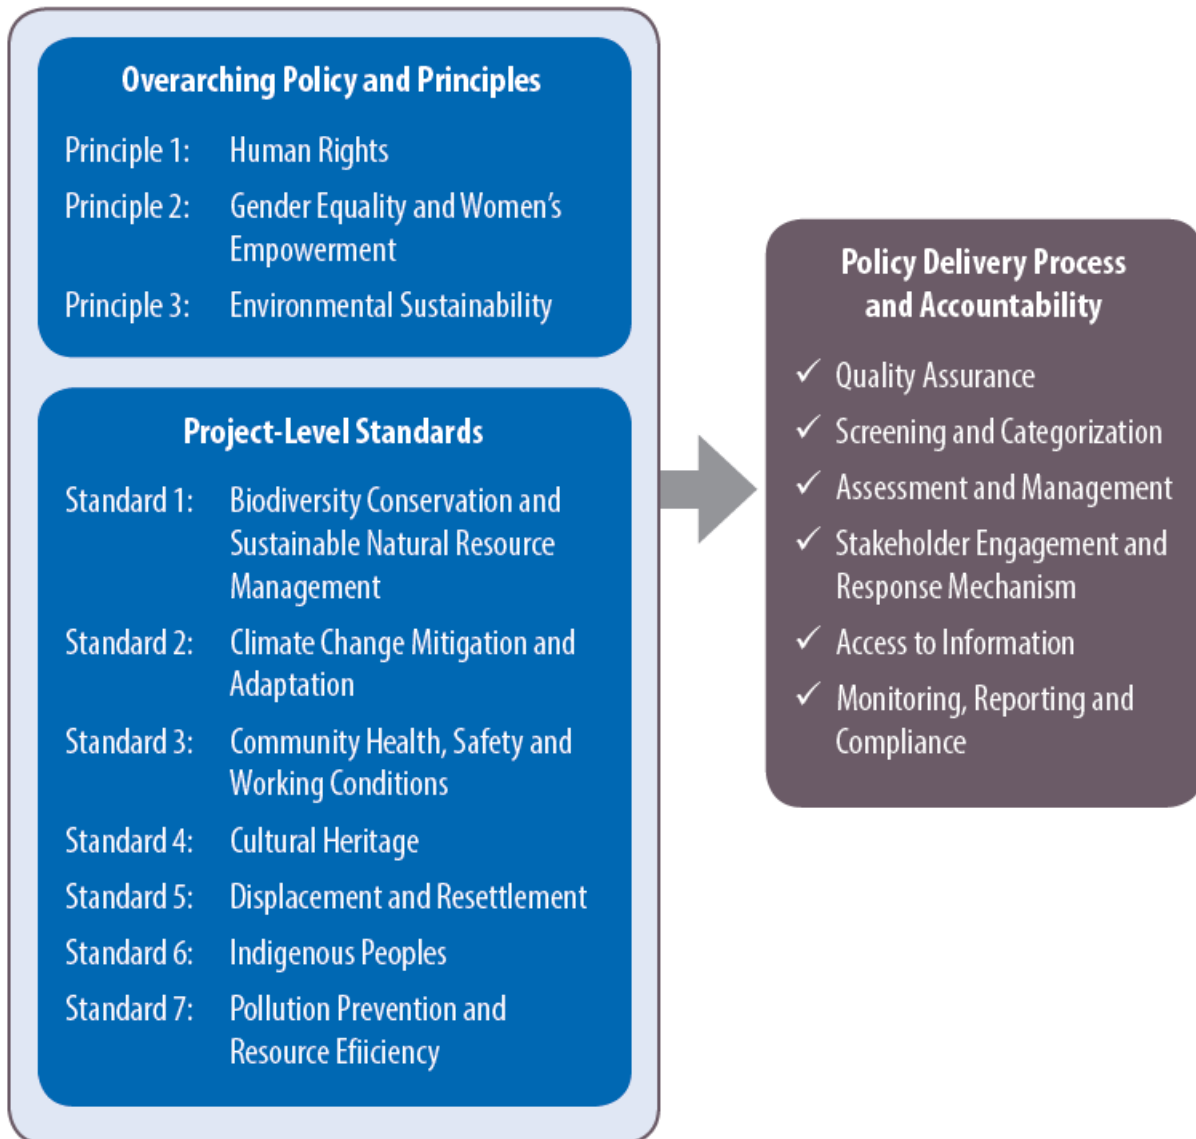 Overarching Policy and Principles
Principle 1: Human Rights
Principle 2: Gender Equality and Women’s
Empowerment
Principle 3: Environmental Sustainability
Project-Level Standards
Standard 1: Biodiversity Conservation and
Sustainable Natural Resource
Management
Standard 2: Climate Change Mitigation and
Adaptation
Standard 3: Community Health, Safety and
Working Conditions
Standard 4: Cultural Heritage
Standard 5: Displacement and Resettlement
Standard 6: Indigenous Peoples
Standard 7: Pollution Prevention and
Resource Efiiciency
Policy Delivery Process
and Accountability
✓ Quality Assurance
✓ Screening and Categorization
✓ Assessment and Management
✓ Stakeholder Engagement and
Response Mechanism
✓ Access to Information
✓ Monitoring, Reporting and
Compliance